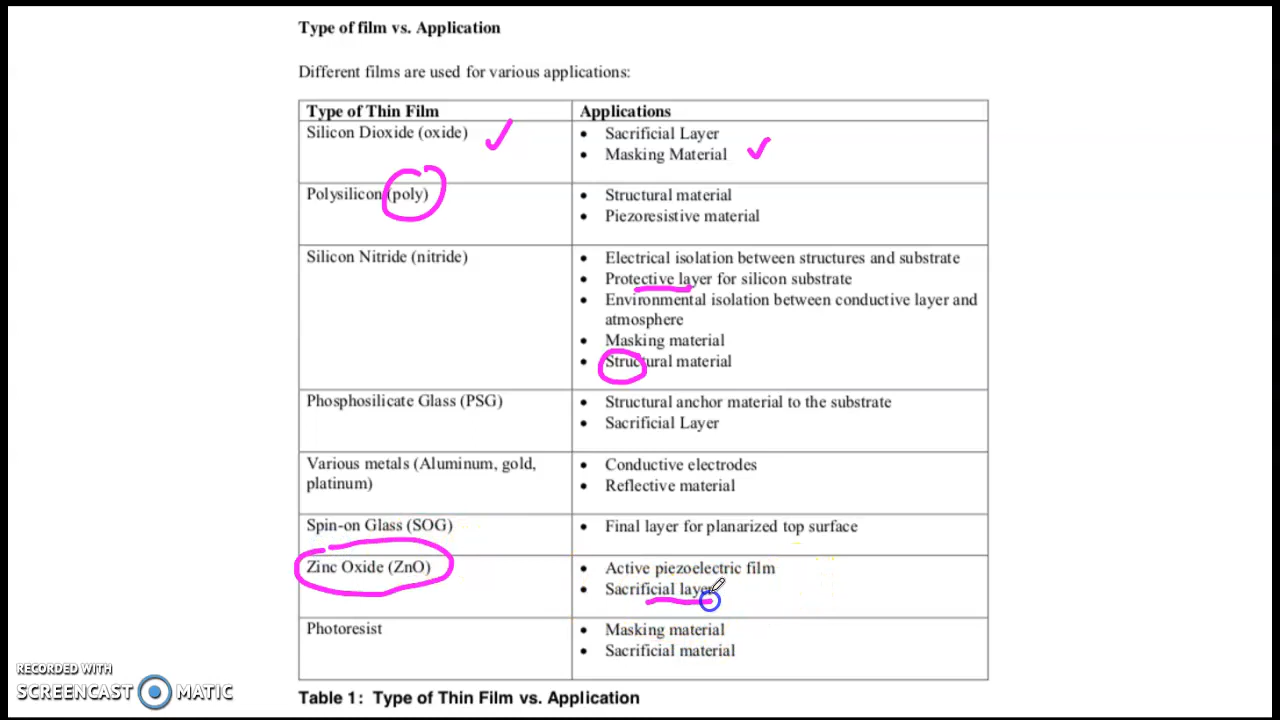 Type of film vs. Application
Different films are used for various applications:
Type of Thin Film
Applications
Silicon Dioxide (oxide)
• Sacrificial Layer
• Masking Material
Polysilicon (poly)
• Structural material
• Piezoresistive material
Silicon Nitride (nitride)
• Electrical isolation between structures and substrate
• Protective layer for silicon substrate
• Environmental isolation between conductive layer and
atmosphere
• Masking material
• Structural material
Phosphosilicate Glass (PSG)
• Structural anchor material to the substrate
• Sacrificial Layer
Various metals (Aluminum, gold,
platinum)
• Conductive electrodes
• Reflective material
Spin-on Glass (SOG)
• Final layer for planarized top surface
Zinc Oxide (ZnO)
• Active piezoelectric film
• Sacrificial layer
Photoresist
• Masking material
• Sacrificial material
Table 1: Type of Thin Film vs. Application
RECORDED WITH
SCREENCAST MATIC